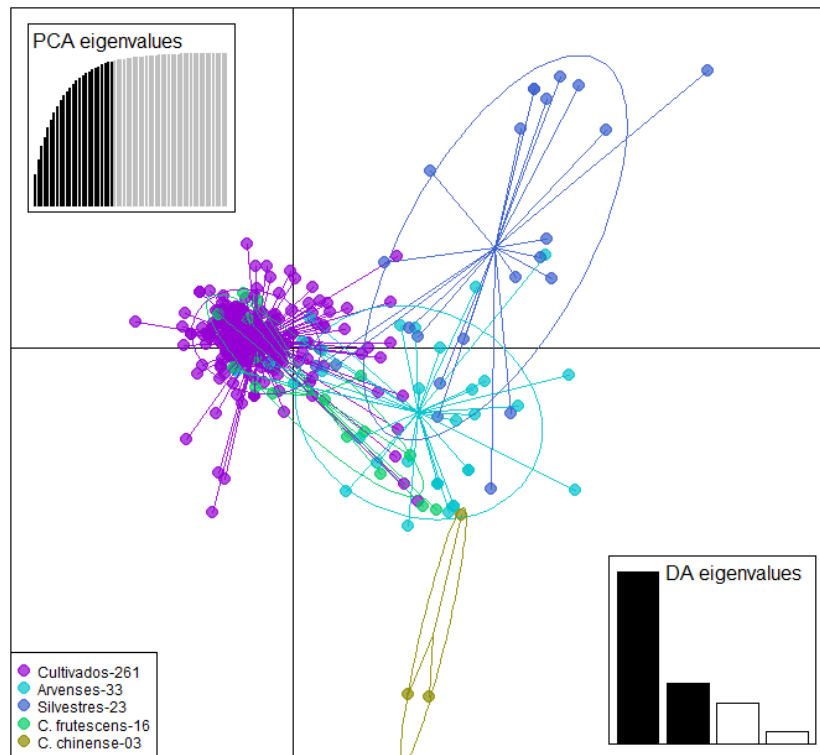 PCA eigenvalues
DA eigenvalues
Cultivados-261
Arvenses-33
Silvestres-23
C. frutescens-16
C. chinense-03